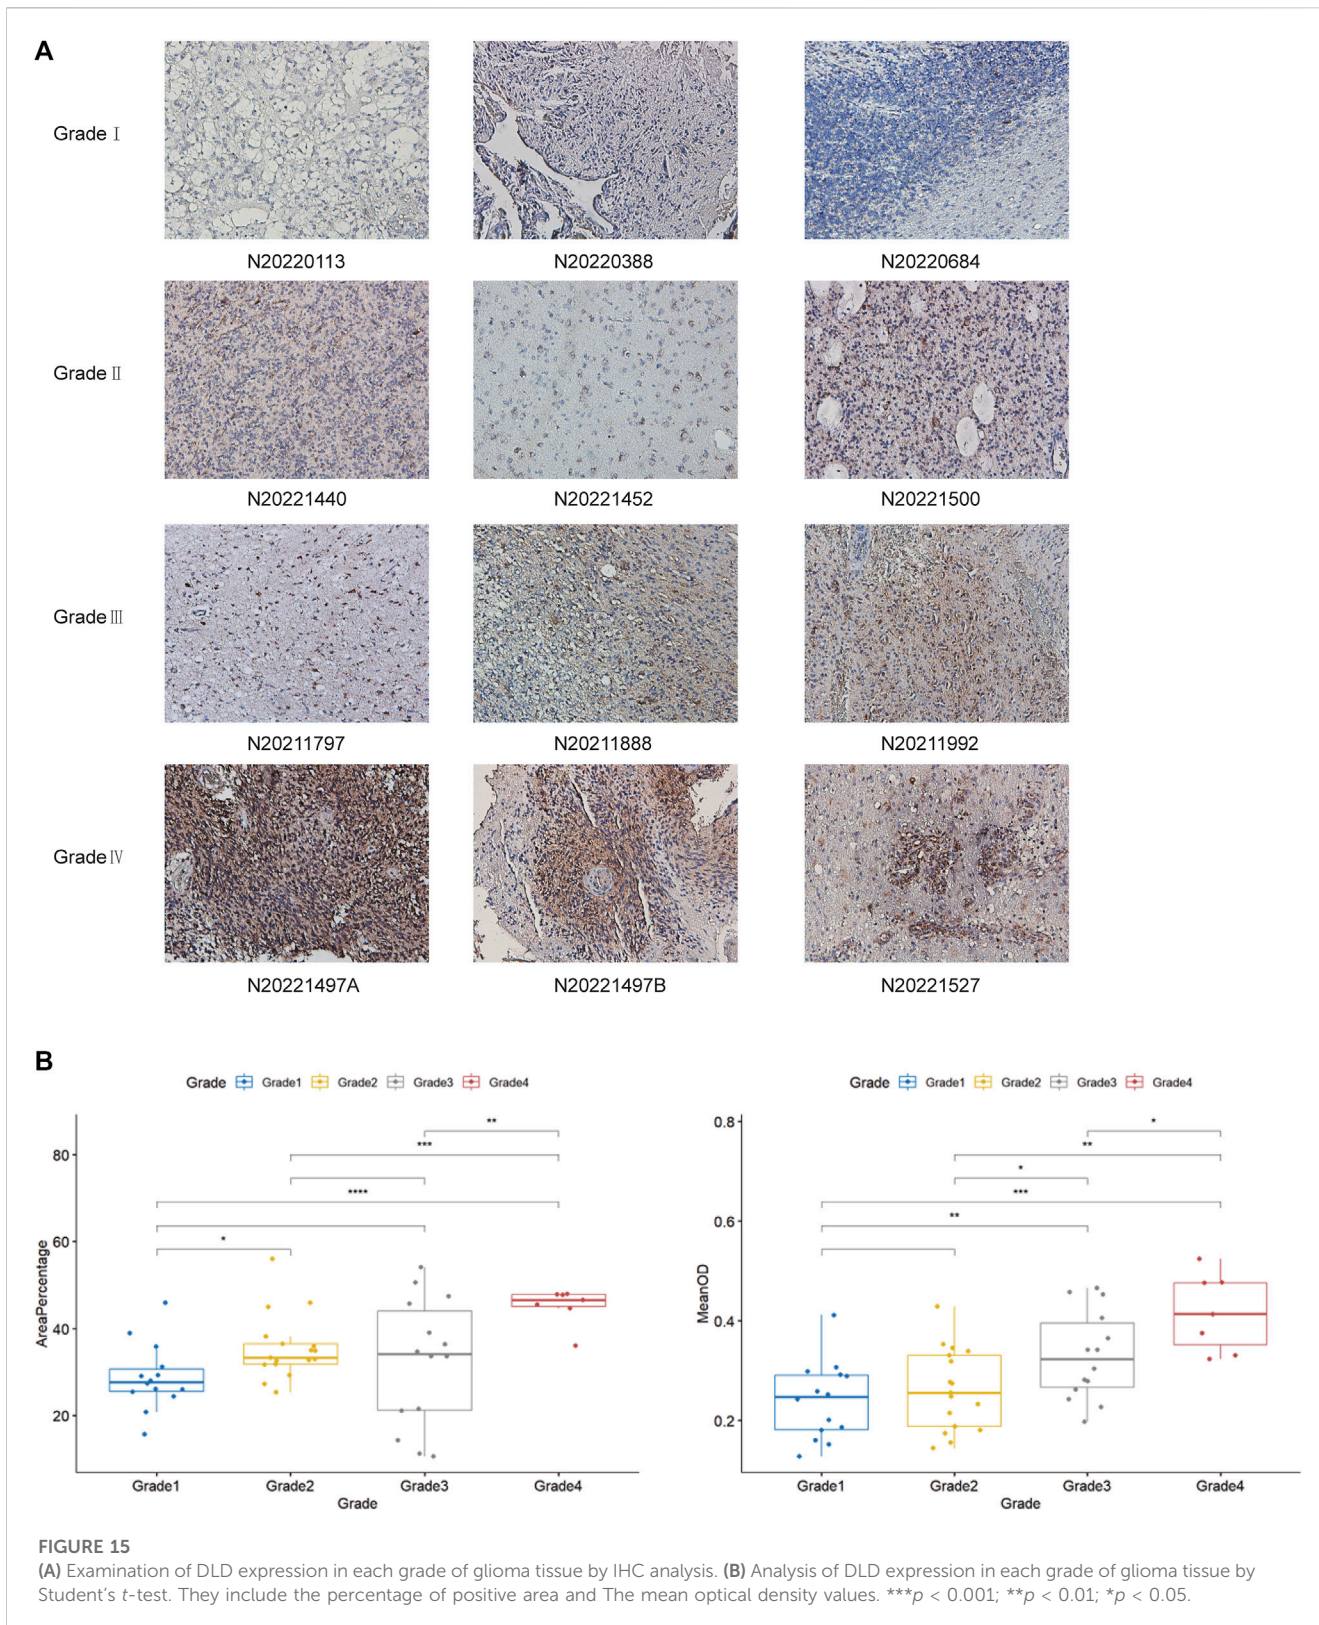 A
Grade Ⅰ
N20220113 N20220388 N20220684
Grade Ⅱ
N20221440 N20221452 N20221500
Grade Ⅲ
N20211797 N20211888 N20211992
Grade Ⅳ
N20221497A N20221497B N20221527
B
Grade Grade1 Grade2 Grade3 Grade4
AreaPercentage
80
60
40
20
**
***
****
*
Grade1 Grade2 Grade3 Grade4
Grade
Grade Grade1 Grade2 Grade3 Grade4
MeanOD
0.8
0.6
0.4
0.2
*
**
*
***
**
Grade1 Grade2 Grade3 Grade4
Grade
FIGURE 15
(A) Examination of DLD expression in each grade of glioma tissue by IHC analysis. (B) Analysis of DLD expression in each grade of glioma tissue by
Student's t-test. They include the percentage of positive area and The mean optical density values. ***p < 0.001; **p < 0.01; *p < 0.05.